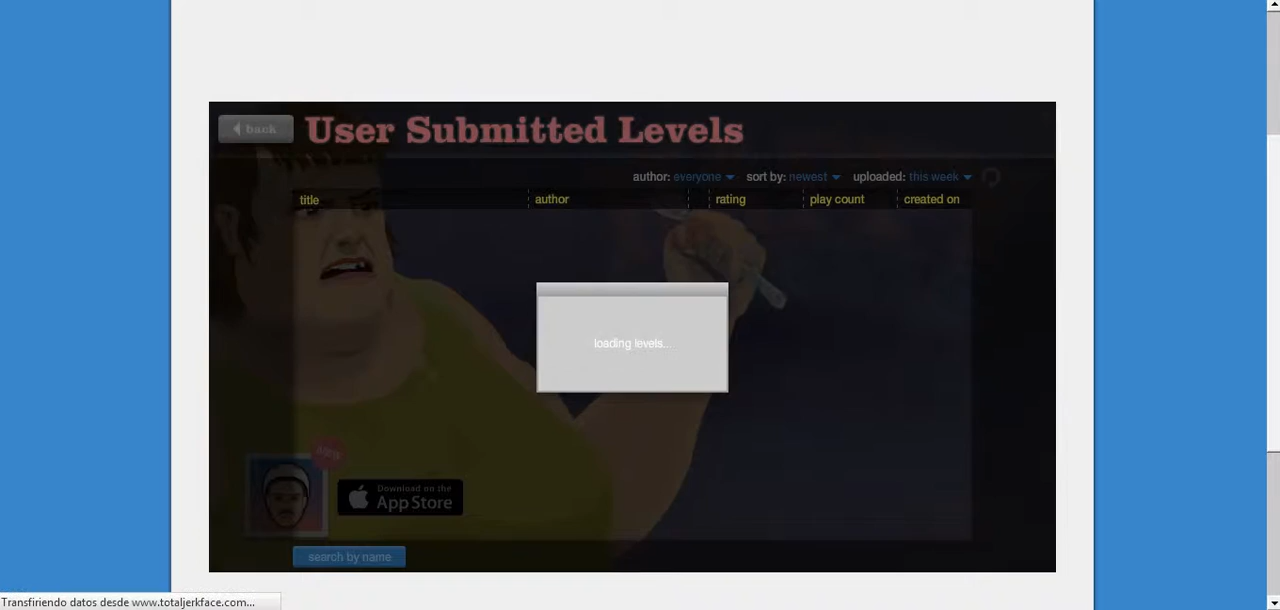 back
User Submitted Levels
author: everyone sort by: newest uploaded: this week
title author rating play count created on
loading levels...
NEW
Download on the
App Store
search by name
Transfiriendo datos desde www.totaljerkface.com...